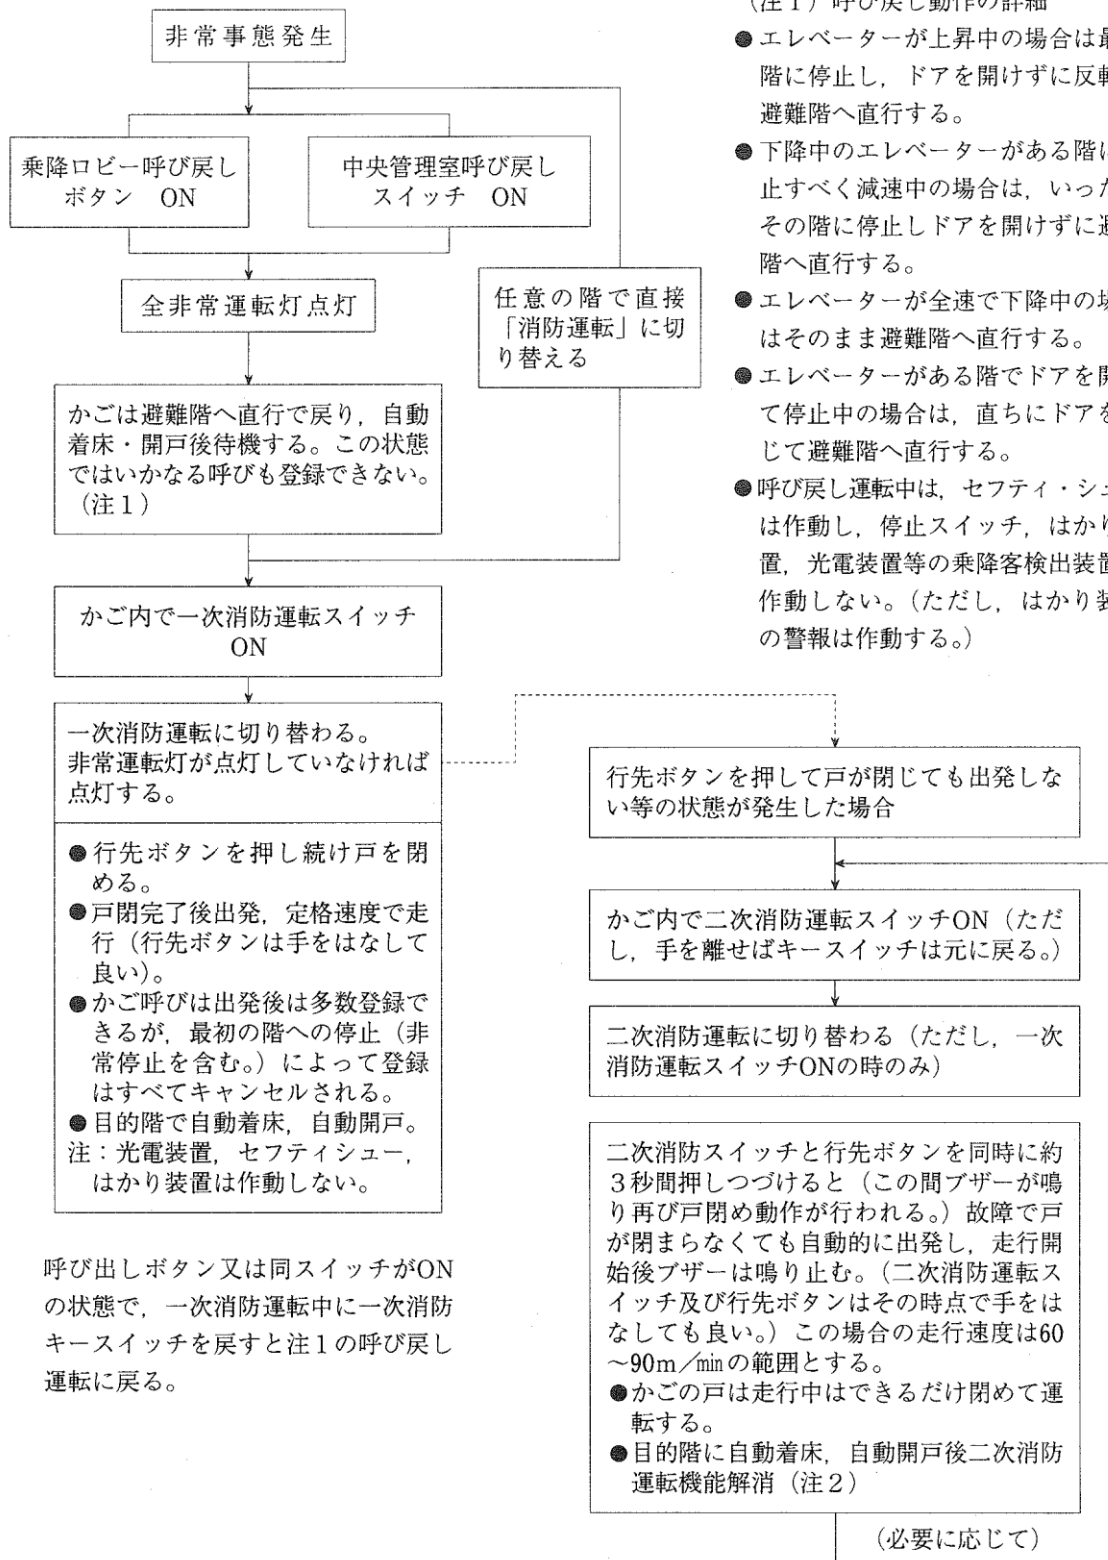 非常事態発生
乗降ロビー呼び戻し
ボタン ON
中央管理室呼び戻し
スイッチ ON
全非常運転灯点灯
任意の階で直接
「消防運転」に切
り替える
かごは避難階へ直行で戻り，自動
着床・開戸後待機する。この状態
ではいかなる呼びも登録できない。
（注１）
かご内で一次消防運転スイッチ
ON
一次消防運転に切り替わる。
非常運転灯が点灯していなければ
点灯する。
●行先ボタンを押し続け戸を閉
める。
●戸閉完了後出発，定格速度で走
行（行先ボタンは手をはなして
良い）。
●かご呼びは出発後は多数登録で
きるが，最初の階への停止（非
常停止を含む。）によって登録
はすべてキャンセルされる。
●目的階で自動着床，自動開戸。
注：光電装置，セフティシュー，
はかり装置は作動しない。
呼び出しボタン又は同スイッチがON
の状態で，一次消防運転中に一次消防
キースイッチを戻すと注１の呼び戻し
運転に戻る。
（注１）呼び戻し動作の詳細
●エレベーターが上昇中の場合は最
階に停止し，ドアを開けずに反転
避難階へ直行する。
●下降中のエレベーターがある階に
止すべく減速中の場合は，いった
その階に停止しドアを開けずに避
階へ直行する。
●エレベーターが全速で下降中の場
はそのまま避難階へ直行する。
●エレベーターがある階でドアを開
て停止中の場合は，直ちにドアを
じて避難階へ直行する。
●呼び戻し運転中は，セフティ・シュ
は作動し，停止スイッチ，はかり
置，光電装置等の乗降客検出装置
作動しない。（ただし，はかり装
の警報は作動する。）
行先ボタンを押して戸が閉じても出発しな
い等の状態が発生した場合
かご内で二次消防運転スイッチON（ただ
し，手を離せばキースイッチは元に戻る。）
二次消防運転に切り替わる（ただし，一次
消防運転スイッチONの時のみ）
二次消防スイッチと行先ボタンを同時に約
３秒間押しつづけると（この間ブザーが鳴
り再び戸閉め動作が行われる。）故障で戸
が閉まらなくても自動的に出発し，走行開
始後ブザーは鳴り止む。（二次消防運転ス
イッチ及び行先ボタンはその時点で手をは
なしても良い。）この場合の走行速度は60
～90m／㎜inの範囲とする。
●かごの戸は走行中はできるだけ閉めて運
転する。
●目的階に自動着床，自動開戸後二次消防
運転機能解消（注２）
（必要に応じて）